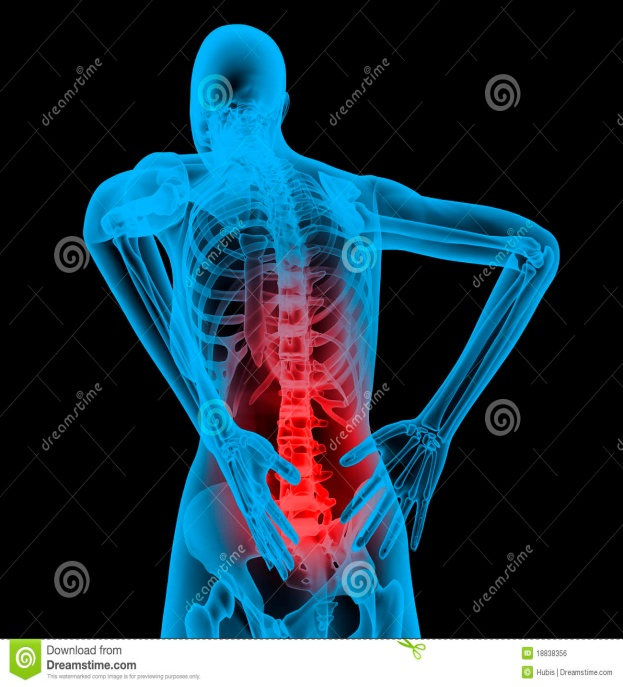 dreamstime
dreamstime
dreamstime
dreamstime
dreamstime
dreamstime
dreamstime
Download from
Dreamstime.com
This watermarked comp image is for previewing purposes only.
ID 18838356
© Hubis | Dreamstime.com